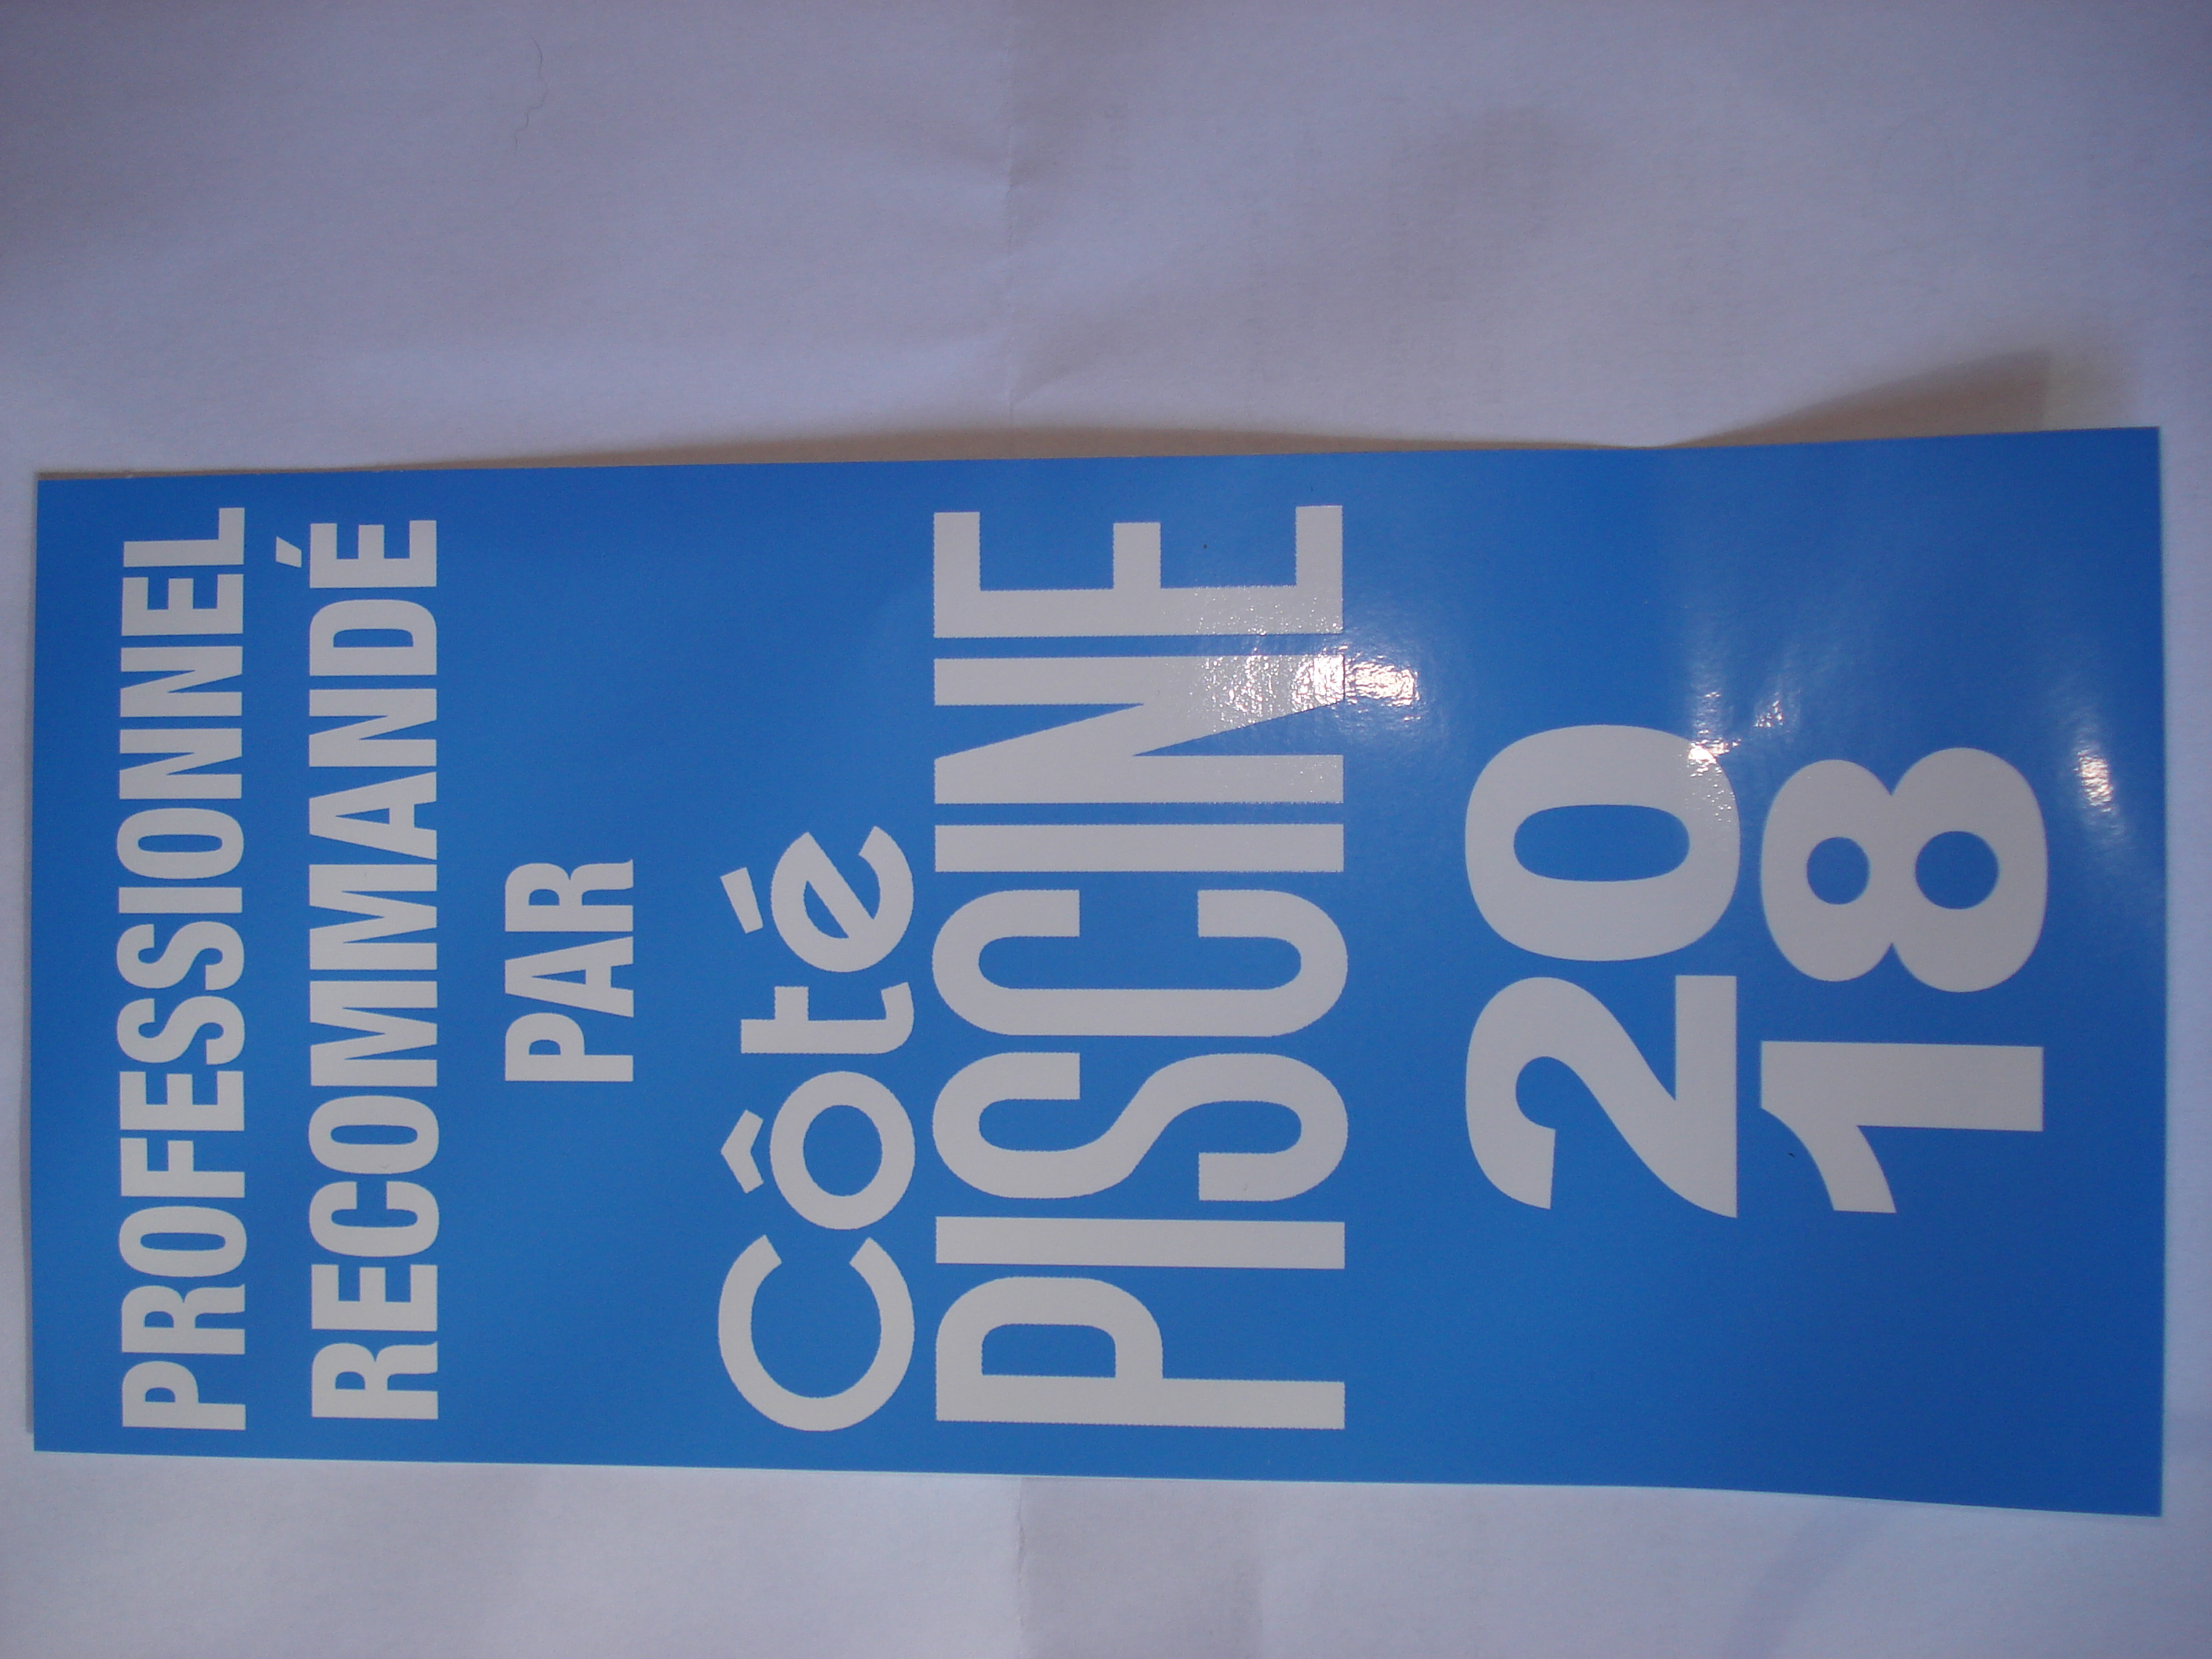 PROFESSIONNEL
RECOMMANDÉ
PAR
Côté
PISCINE
20
18